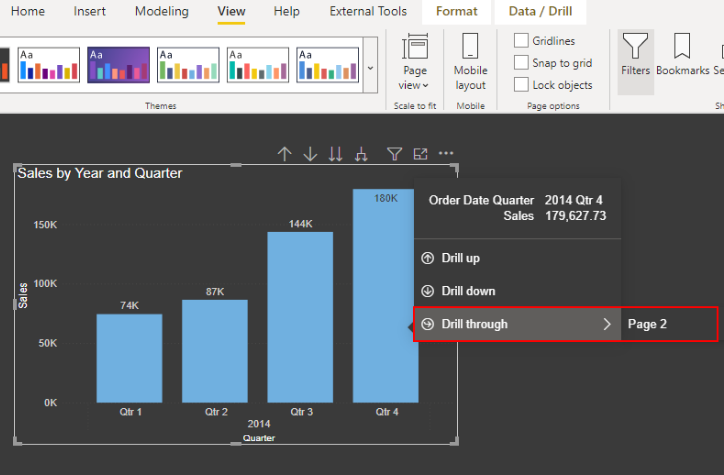 Home Insert Modeling View Help External Tools Format Data / Drill
Aa Aa Aa Aa Aa
Page view
Mobile layout
Gridlines
Snap to grid
Lock objects
Filters Bookmarks
Themes Scale to fit Mobile Page options
Sales by Year and Quarter
Order Date Quarter 2014 Qtr 4
Sales 179,627.73
Drill up
Drill down
Drill through Page 2
180K
150K
144K
100K
87K
74K
50K
0K
Sales
Qtr 1 Qtr 2 Qtr 3 Qtr 4
2014
Quarter